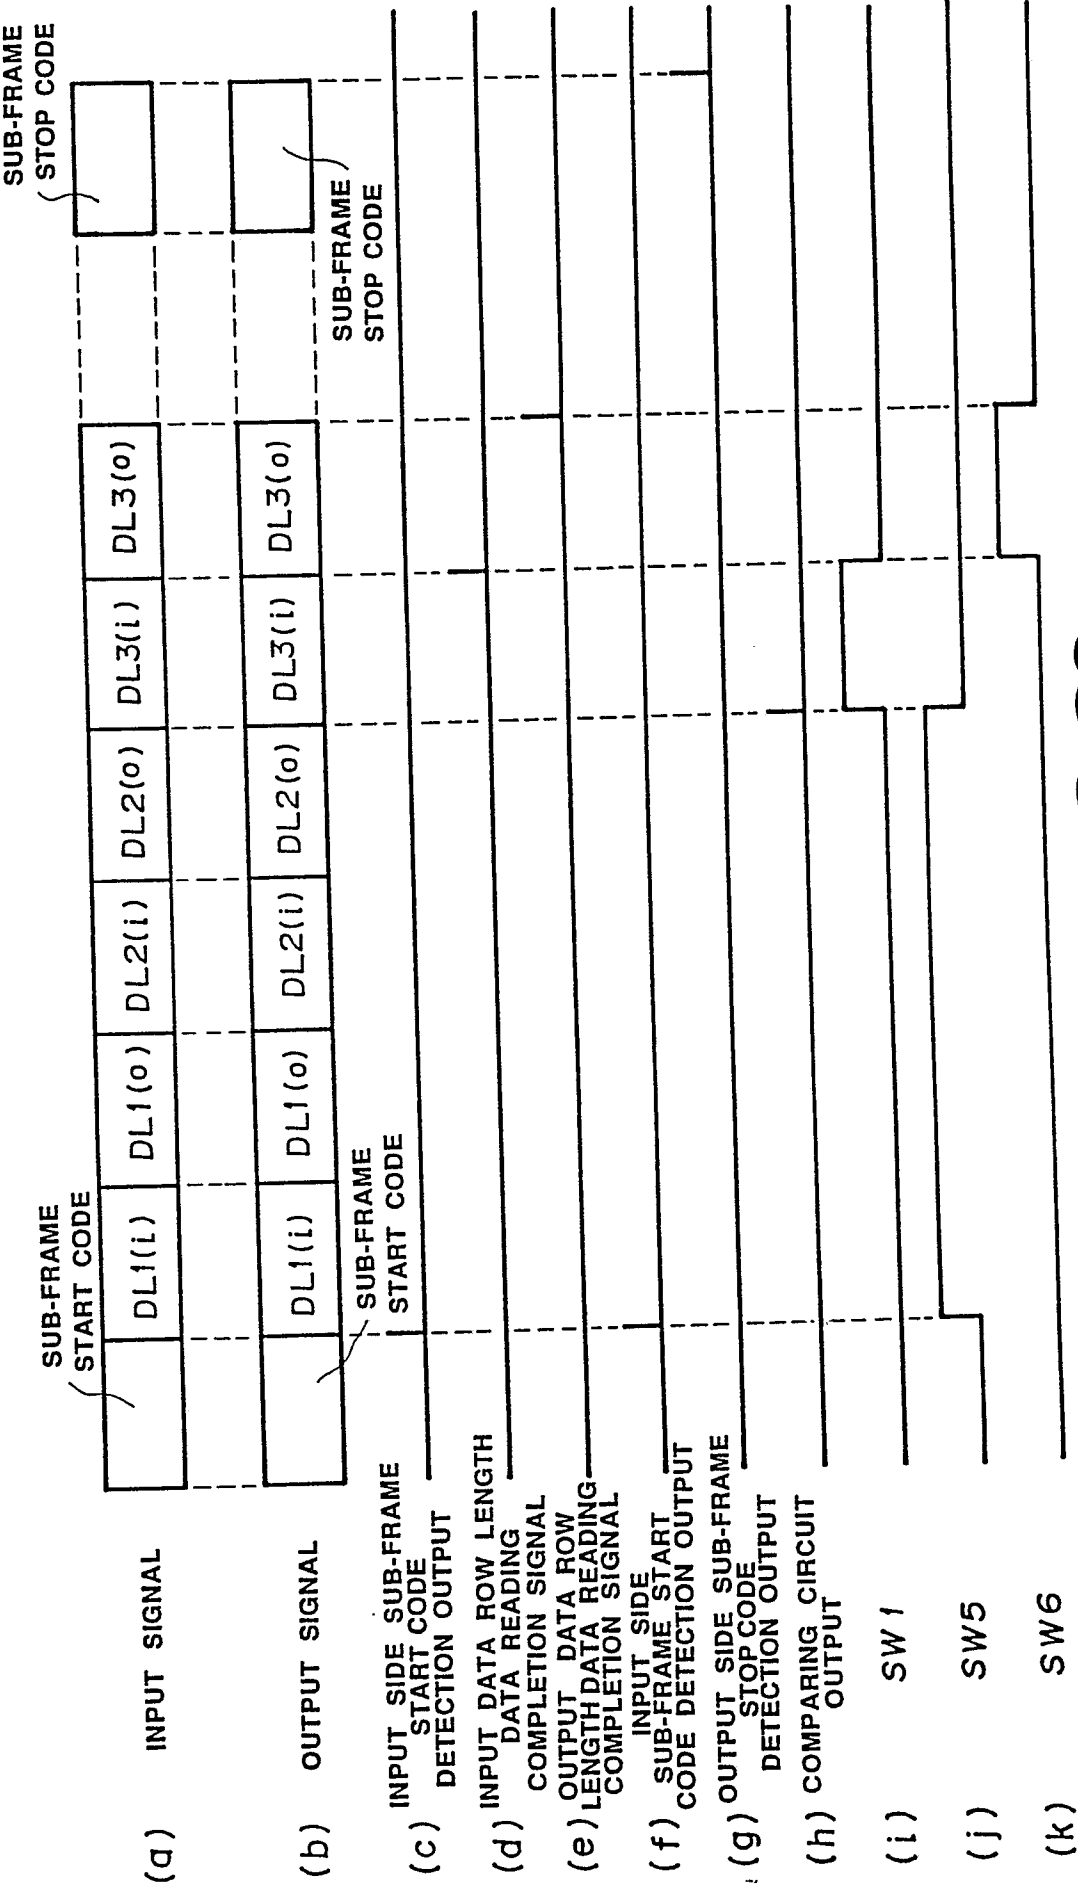 SUB-FRAME
START CODE
SUB-FRAME
STOP CODE
(a) INPUT SIGNAL
DL1(i) DL1(o) DL2(i) DL2(o) DL3(i) DL3(o)
(b) OUTPUT SIGNAL
DL1(i) DL1(o) DL2(i) DL2(o) DL3(i) DL3(o)
SUB-FRAME
START CODE
SUB-FRAME
STOP CODE
(c) INPUT SIDE SUB-FRAME
START CODE
DETECTION OUTPUT
(d) INPUT DATA ROW LENGTH
DATA READING
COMPLETION SIGNAL
(e) OUTPUT DATA ROW
LENGTH DATA READING
COMPLETION SIGNAL
(f) INPUT SIDE
SUB-FRAME START
CODE DETECTION OUTPUT
(g) OUTPUT SIDE SUB-FRAME
STOP CODE
DETECTION OUTPUT
(h) COMPARING CIRCUIT
OUTPUT
(i) SW1
(j) SW5
(k) SW6